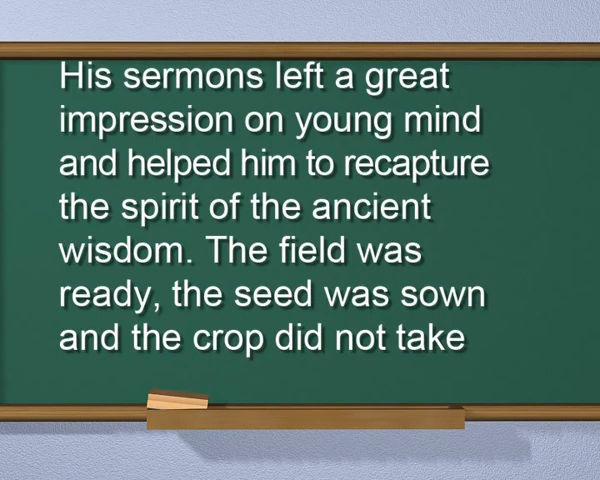 His sermons left a great
impression on young mind
and helped him to recapture
the spirit of the ancient
wisdom. The field was
ready, the seed was sown
and the crop did not take